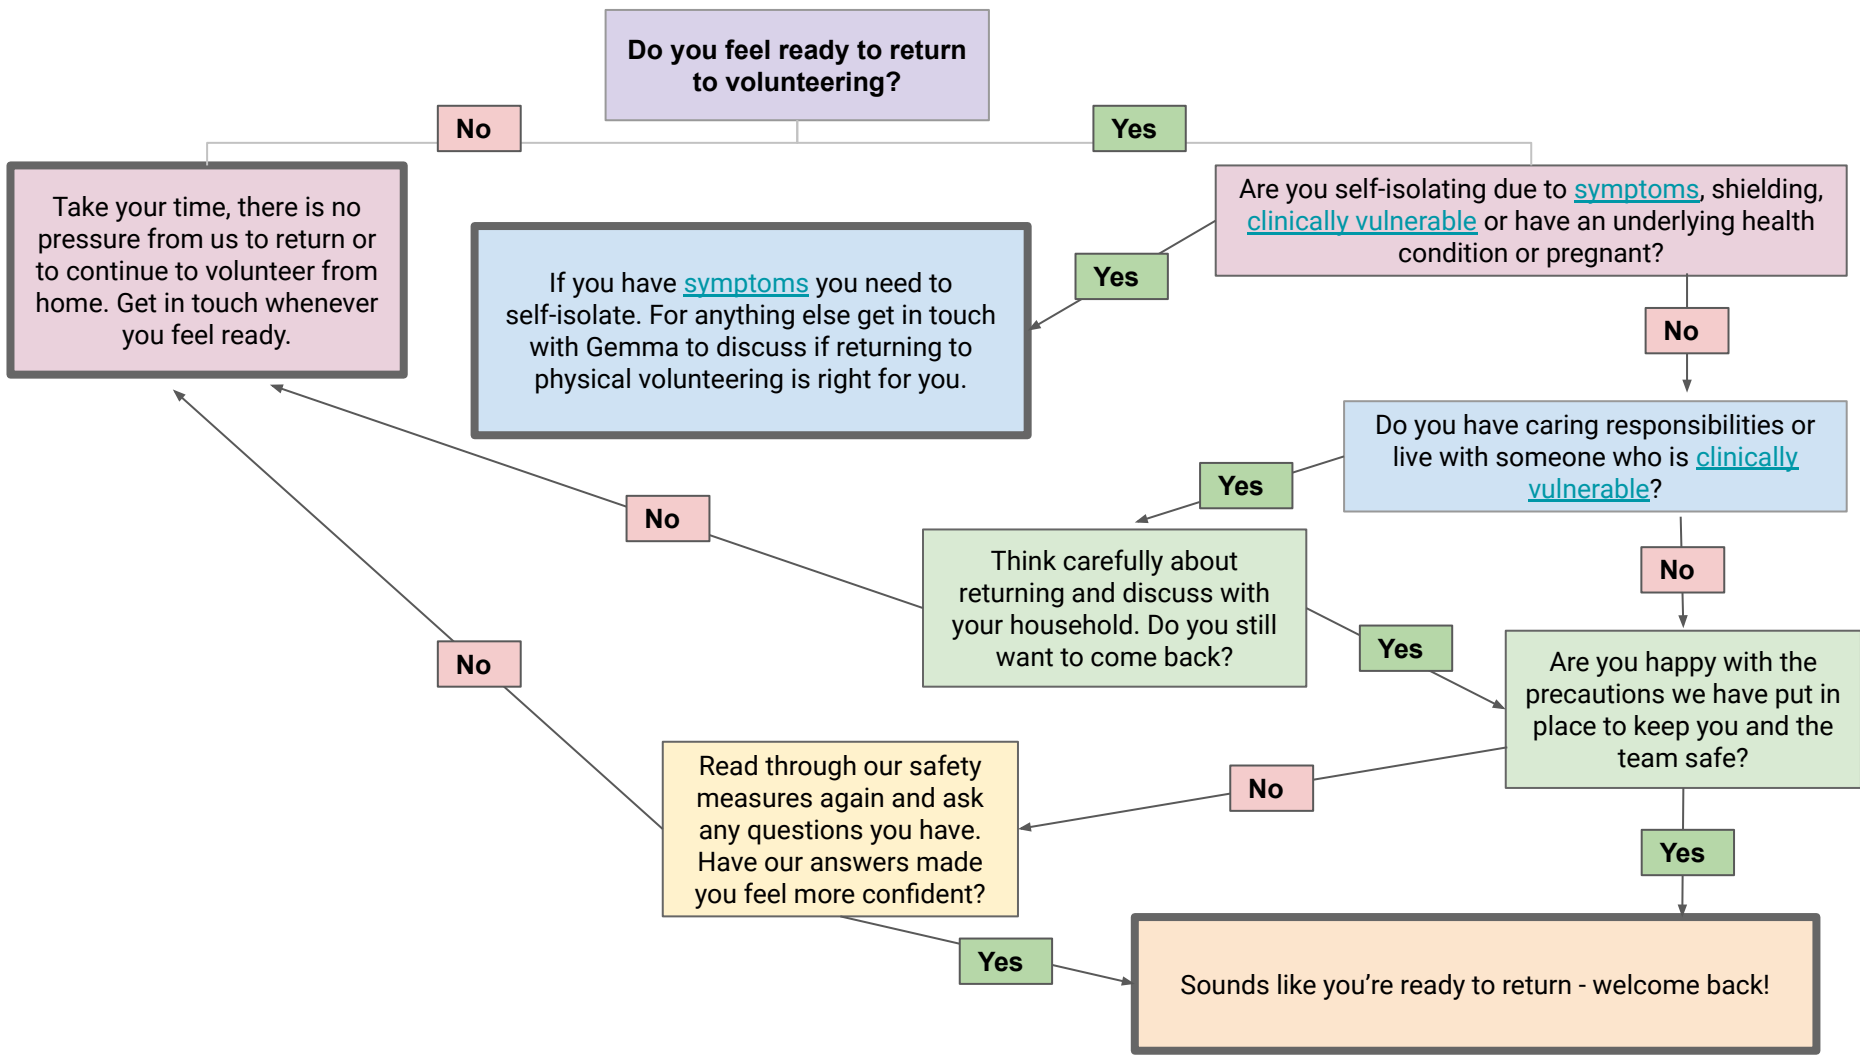 Do you feel ready to return
to volunteering?
No
Yes
Take your time, there is no
pressure from us to return or
to continue to volunteer from
home. Get in touch whenever
you feel ready.
Are you self-isolating due to symptoms, shielding,
clinically vulnerable or have an underlying health
condition or pregnant?
Yes
If you have symptoms you need to
self-isolate. For anything else get in touch
with Gemma to discuss if returning to
physical volunteering is right for you.
No
Do you have caring responsibilities or
live with someone who is clinically
vulnerable?
Yes
No
Think carefully about
returning and discuss with
your household. Do you still
want to come back?
No
Yes
No
Are you happy with the
precautions we have put in
place to keep you and the
team safe?
No
Read through our safety
measures again and ask
any questions you have.
Have our answers made
you feel more confident?
Yes
Yes
Sounds like you’re ready to return - welcome back!